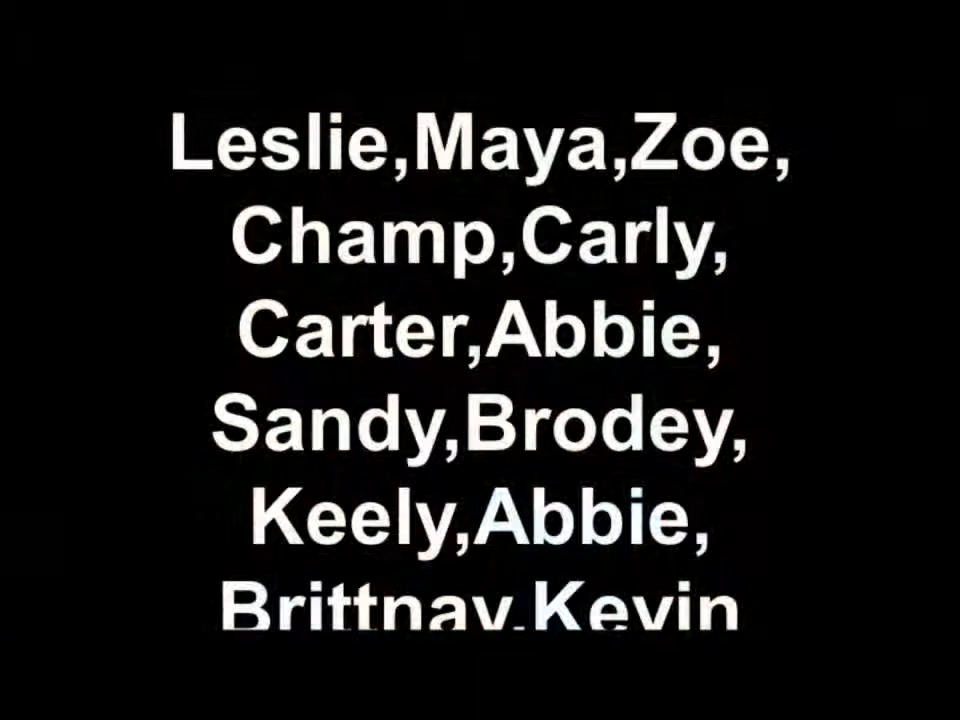 Leslie,Maya,Zoe,
Champ,Carly,
Carter,Abbie,
Sandy,Brodey,
Keely,Abbie,
Brittnay,Kevin